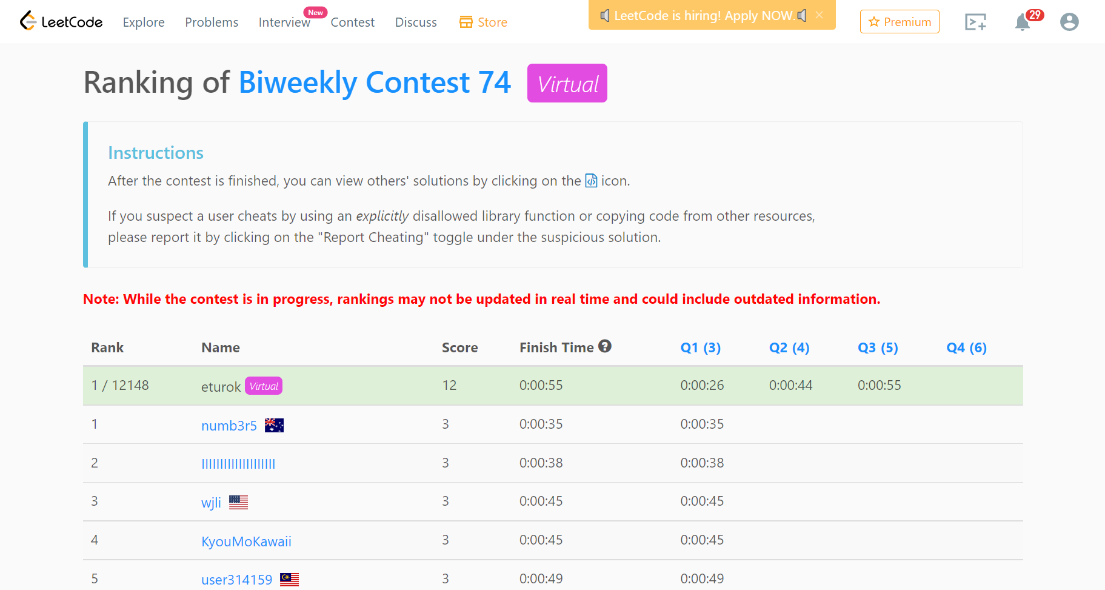 LeetCode Explore Problems Interview New Contest Discuss Store LeetCode is hiring! Apply NOW. × Premium 29
Ranking of Biweekly Contest 74 Virtual
Instructions
After the contest is finished, you can view others' solutions by clicking on the icon.
If you suspect a user cheats by using an explicitly disallowed library function or copying code from other resources,
please report it by clicking on the "Report Cheating" toggle under the suspicious solution.
Note: While the contest is in progress, rankings may not be updated in real time and could include outdated information.
Rank Name Score Finish Time ? Q1 (3) Q2 (4) Q3 (5) Q4 (6)
1 / 12148 eturok Virtual 12 0:00:55 0:00:26 0:00:44 0:00:55
1 numb3r5 3 0:00:35 0:00:35
2 3 0:00:38 0:00:38
3 wjli 3 0:00:45 0:00:45
4 KyouMoKawaii 3 0:00:45 0:00:45
5 user314159 3 0:00:49 0:00:49